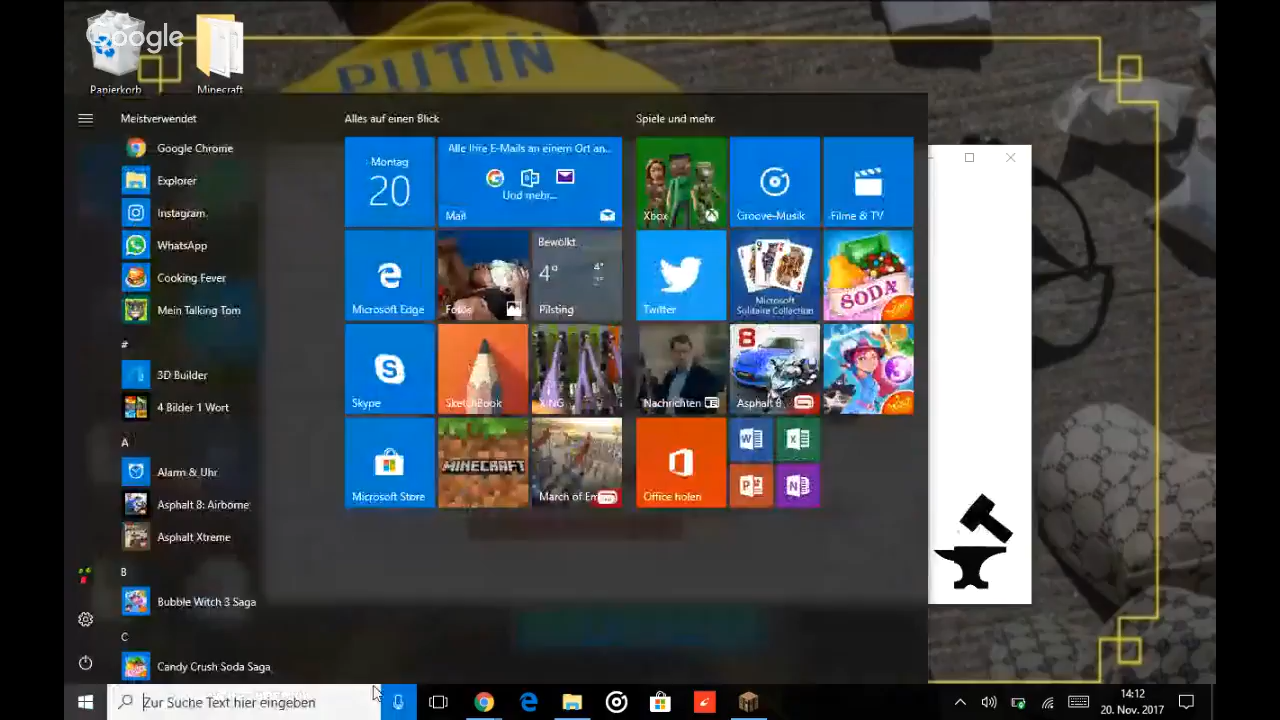 Google
PUTIN
Papierkorb
Minecraft
Meistverwendet
Google Chrome
Explorer
Instagram
WhatsApp
Cooking Fever
Mein Talking Tom
#
3D Builder
4 Bilder 1 Wort
A
Alarm & Uhr
Asphalt 8: Airborne
Asphalt Xtreme
B
Bubble Witch 3 Saga
C
Candy Crush Soda Saga
Alles auf einen Blick
Montag
20
Alle Ihre E-Mails an einem Ort an...
Und mehr...
Mail
Microsoft Edge
Fotos
Bewölkt
4°
4°
Pilsting
Skype
SketchBook
XING
Microsoft Store
MINECRAFT
March of Em
Spiele und mehr
Xbox
Groove-Musik
Filme & TV
Twitter
Microsoft
Solitaire Collection
SODA
Nachrichten
8
Asphalt 8:
Office holen
Zur Suche Text hier eingeben
14:12
20. Nov. 2017